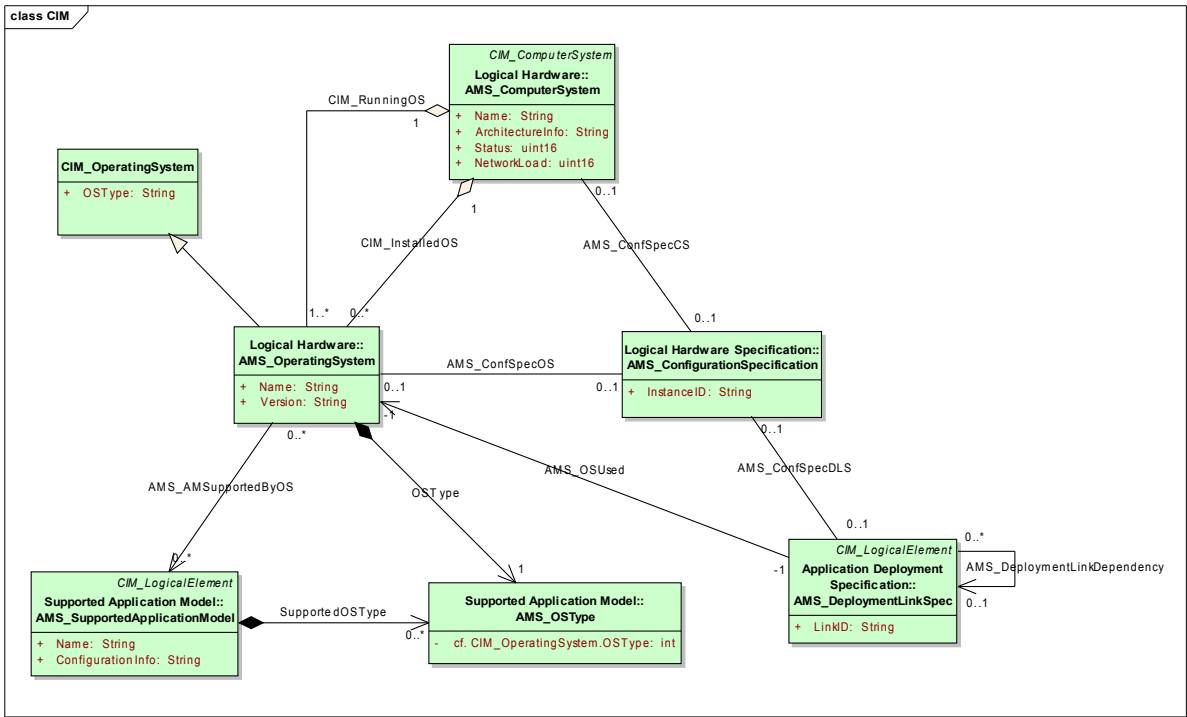 class CIM
CIM_ComputerSystem
Logical Hardware::
AMS_ComputerSystem
+ Name: String
+ ArchitectureInfo: String
+ Status: uint16
+ NetworkLoad: uint16
CIM_RunningOS
1
CIM_OperatingSystem
+ OSType: String
1
0..1
CIM_InstalledOS
AMS_ConfSpecCS
1..*
0..*
0..1
Logical Hardware::
AMS_OperatingSystem
+ Name: String
+ Version: String
AMS_ConfSpecOS
0..1
0..1
Logical Hardware Specification::
AMS_ConfigurationSpecification
+ InstanceID: String
-1
0..*
0..1
AMS_OSUsed
AMS_ConfSpecDLS
AMS_AMSupportedByOS
OSType
0..1
0..*
0..*
1
-1
CIM_LogicalElement
Application Deployment
Specification::
AMS_DeploymentLinkSpec
+ LinkID: String
AMS_DeploymentLinkDependency
0..1
CIM_LogicalElement
Supported Application Model::
AMS_SupportedApplicationModel
+ Name: String
+ ConfigurationInfo: String
SupportedOSType
0..*
Supported Application Model::
AMS_OSType
- cf. CIM_OperatingSystem.OSType: int